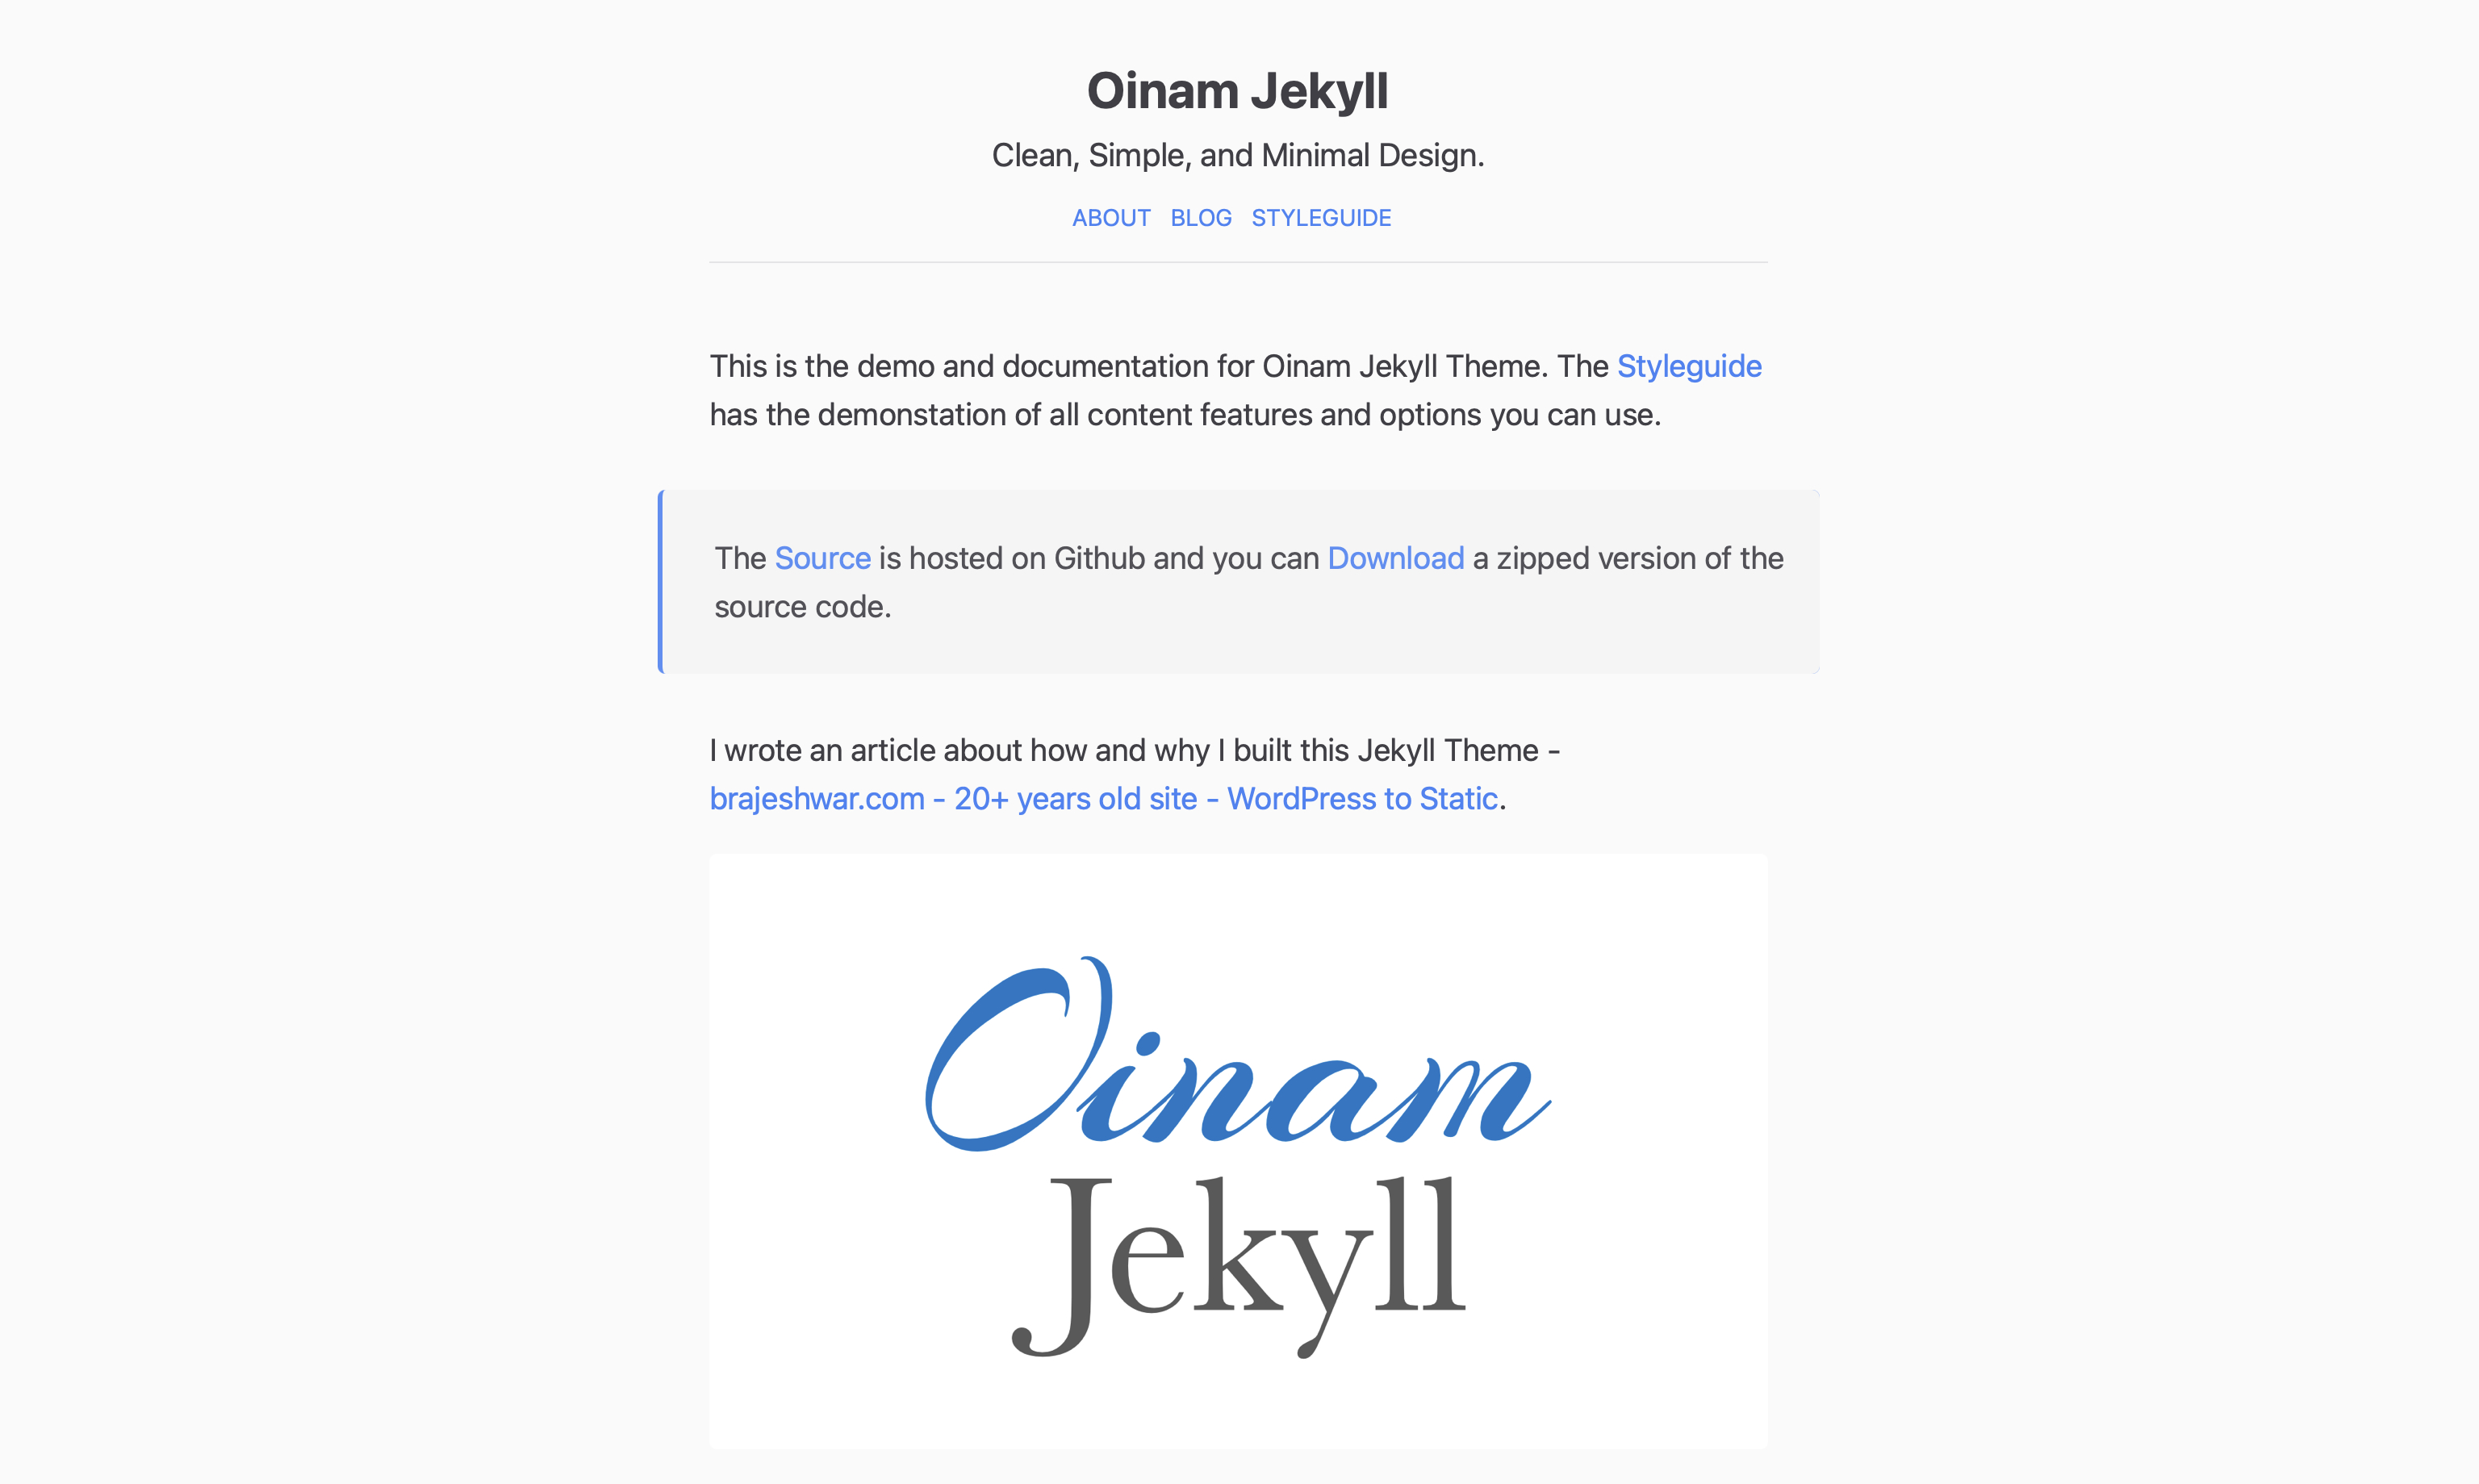 Oinam Jekyll
Clean, Simple, and Minimal Design.
ABOUT BLOG STYLEGUIDE
This is the demo and documentation for Oinam Jekyll Theme. The Styleguide
has the demonstation of all content features and options you can use.
The Source is hosted on Github and you can Download a zipped version of the
source code.
I wrote an article about how and why I built this Jekyll Theme -
brajeshwar.com - 20+ years old site - WordPress to Static.
Oinam
Jekyll